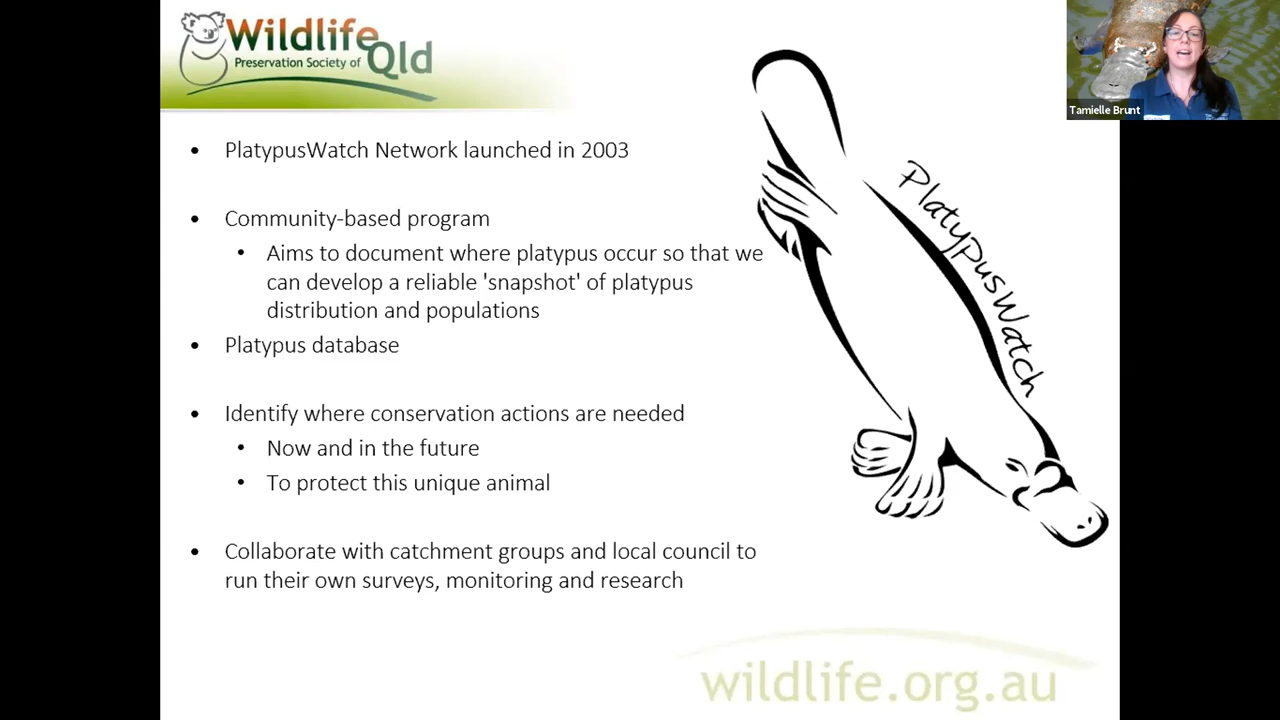 Wildlife
Preservation Society of Qld
Tamielle Brunt
• PlatypusWatch Network launched in 2003
• Community-based program
• Aims to document where platypus occur so that we
can develop a reliable 'snapshot' of platypus
distribution and populations
• Platypus database
• Identify where conservation actions are needed
• Now and in the future
• To protect this unique animal
• Collaborate with catchment groups and local council to
run their own surveys, monitoring and research
PlatypusWatch
wildlife.org.au